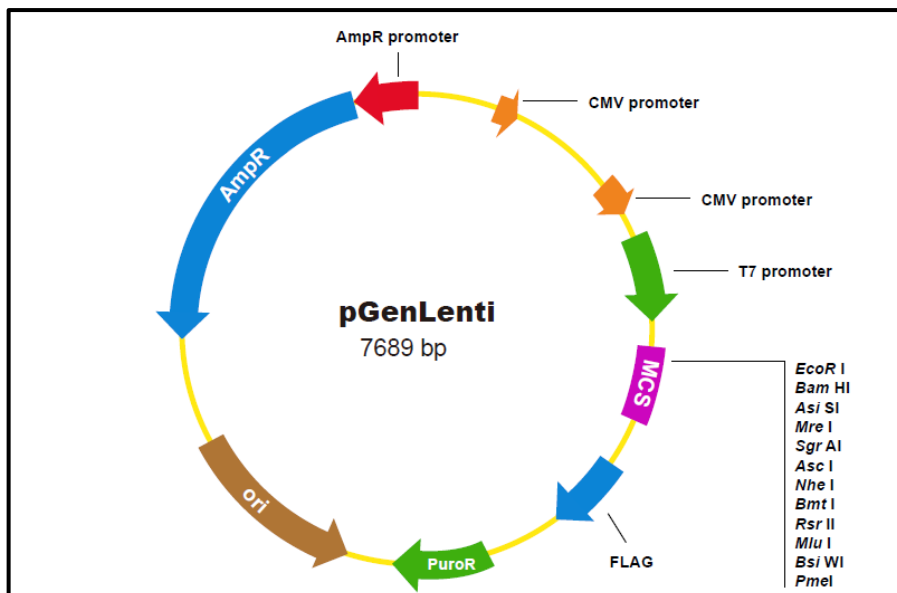 AmpR promoter
CMV promoter
AmpR
CMV promoter
T7 promoter
pGenLenti
7689 bp
MCS
EcoR I
Bam HI
Asi SI
Mre I
Sgr AI
Asc I
Nhe I
Bmt I
Rsr II
Mlu I
Bsi WI
PmeI
ori
FLAG
PuroR